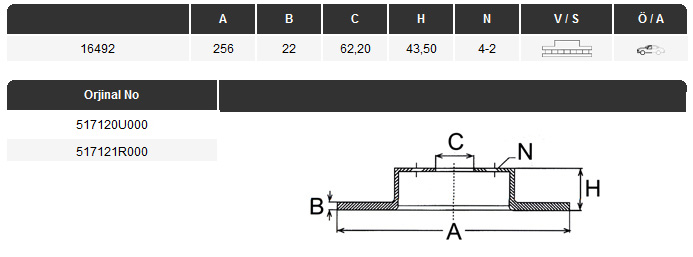 A B C H N V / S Ö / A
16492 256 22 62,20 43,50 4-2
Orjinal No
517120U000
517121R000
C
N
H
B
A